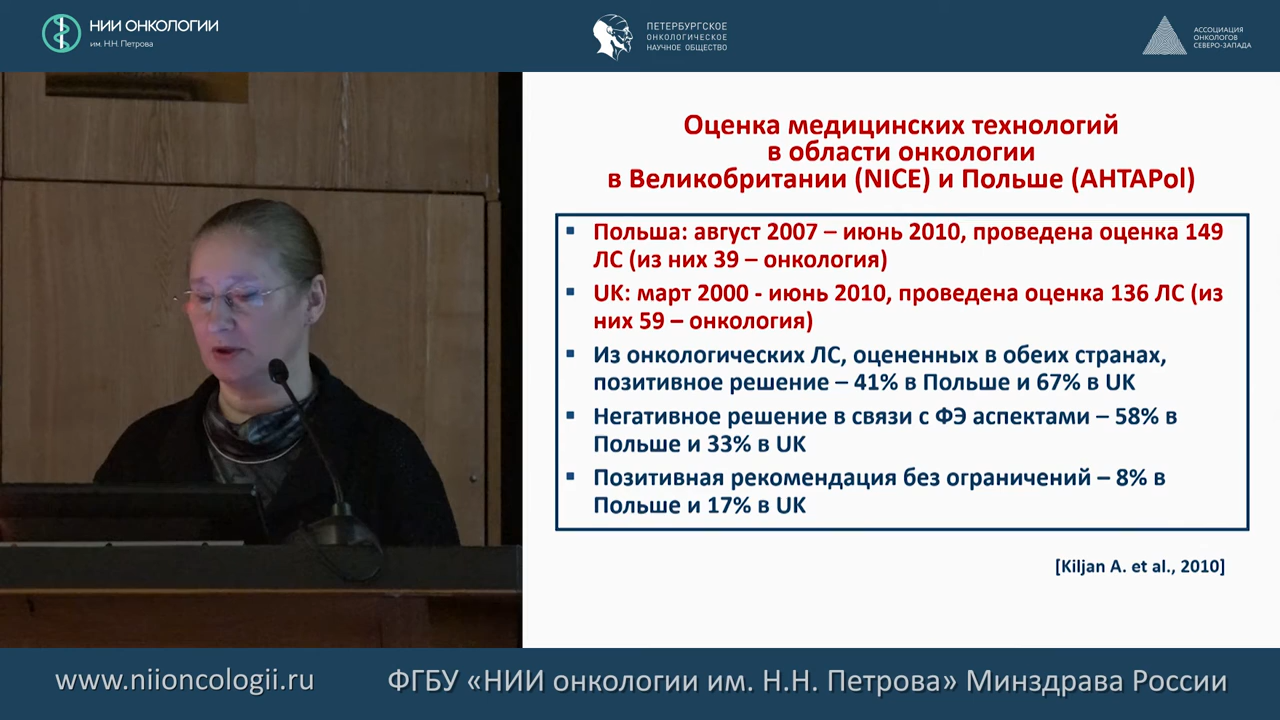 НИИ ОНКОЛОГИИ
им. Н.Н. Петрова
ПЕТЕРБУРГСКОЕ
ОНКОЛОГИЧЕСКОЕ
НАУЧНОЕ ОБЩЕСТВО
АССОЦИАЦИЯ
ОНКОЛОГОВ
СЕВЕРО-ЗАПАДА
Оценка медицинских технологий
в области онкологии
в Великобритании (NICE) и Польше (AHTAPol)
▪ Польша: август 2007 – июнь 2010, проведена оценка 149
ЛС (из них 39 – онкология)
▪ UK: март 2000 - июнь 2010, проведена оценка 136 ЛС (из
них 59 – онкология)
▪ Из онкологических ЛС, оцененных в обеих странах,
позитивное решение – 41% в Польше и 67% в UK
▪ Негативное решение в связи с ФЭ аспектами – 58% в
Польше и 33% в UK
▪ Позитивная рекомендация без ограничений – 8% в
Польше и 17% в UK
[Kiljan A. et al., 2010]
www.niioncologii.ru
ФГБУ «НИИ онкологии им. Н.Н. Петрова» Минздрава России